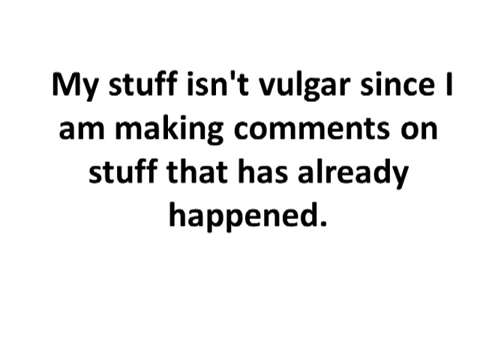 My stuff isn't vulgar since I
am making comments on
stuff that has already
happened.